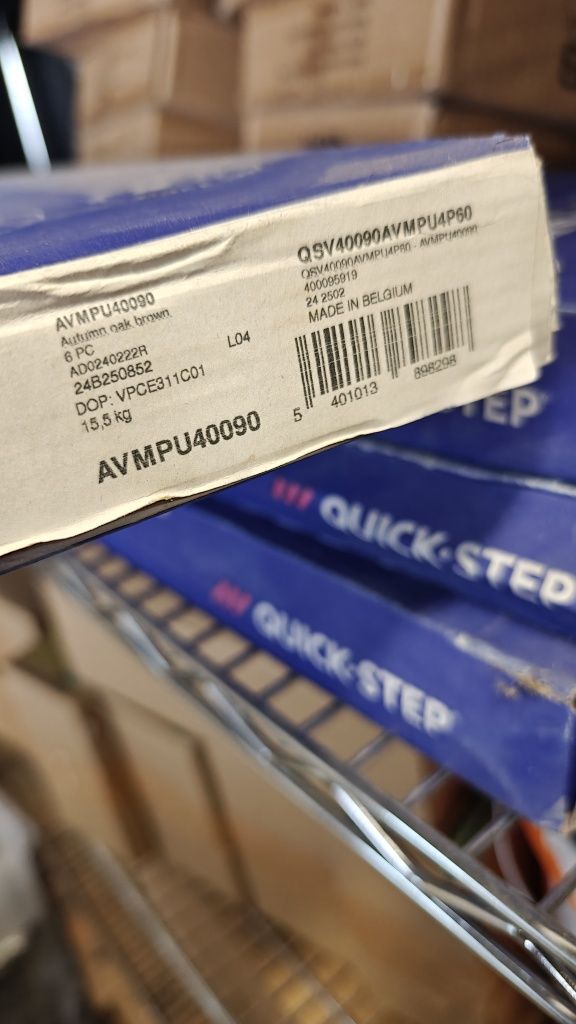 AVMPU40090
Autumn oak brown
6 PC
AD0240222R
L04
24B250852
DOP: VPCE311C01
15,5 kg
AVMPU40090
QSV40090AVMPU4P60
QSV40090AVMPU4P60 - AVMPU40090
400095919
24 2502
MADE IN BELGIUM
5 401013 898298
STEP
QUICK-STEP
QUICK-STEP